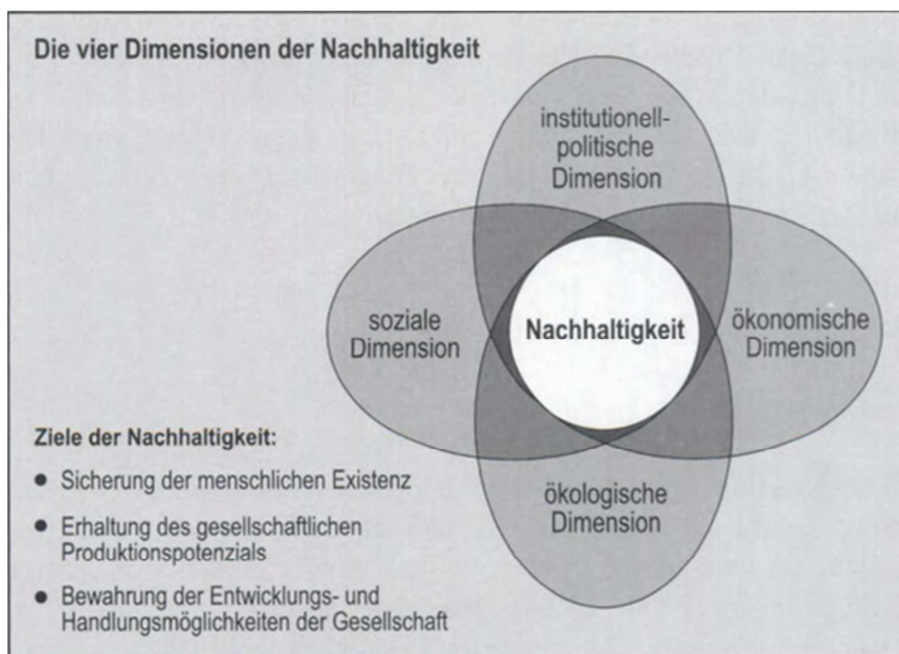 Die vier Dimensionen der Nachhaltigkeit
institutionell-
politische
Dimension
soziale
Dimension
Nachhaltigkeit
ökonomische
Dimension
ökologische
Dimension
Ziele der Nachhaltigkeit:
● Sicherung der menschlichen Existenz
● Erhaltung des gesellschaftlichen
Produktionspotenzials
● Bewahrung der Entwicklungs- und
Handlungsmöglichkeiten der Gesellschaft